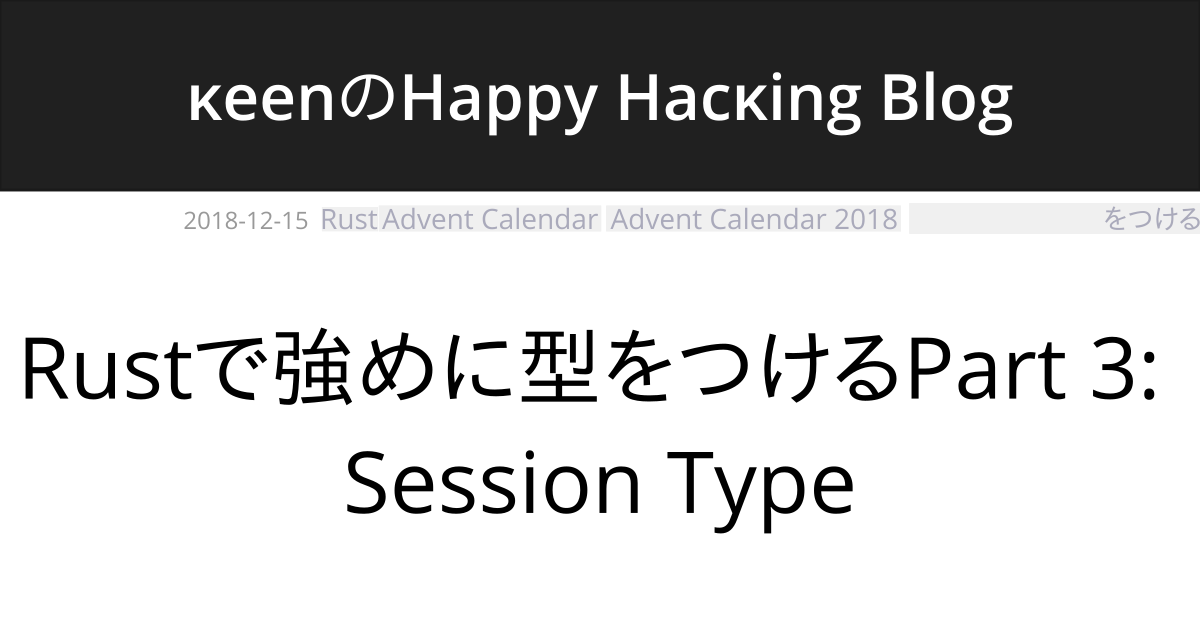 κeenのHappy Hacκing Blog
2018-12-15 Rust Advent Calendar Advent Calendar 2018 をつける
Rustで強めに型をつけるPart 3:
Session Type